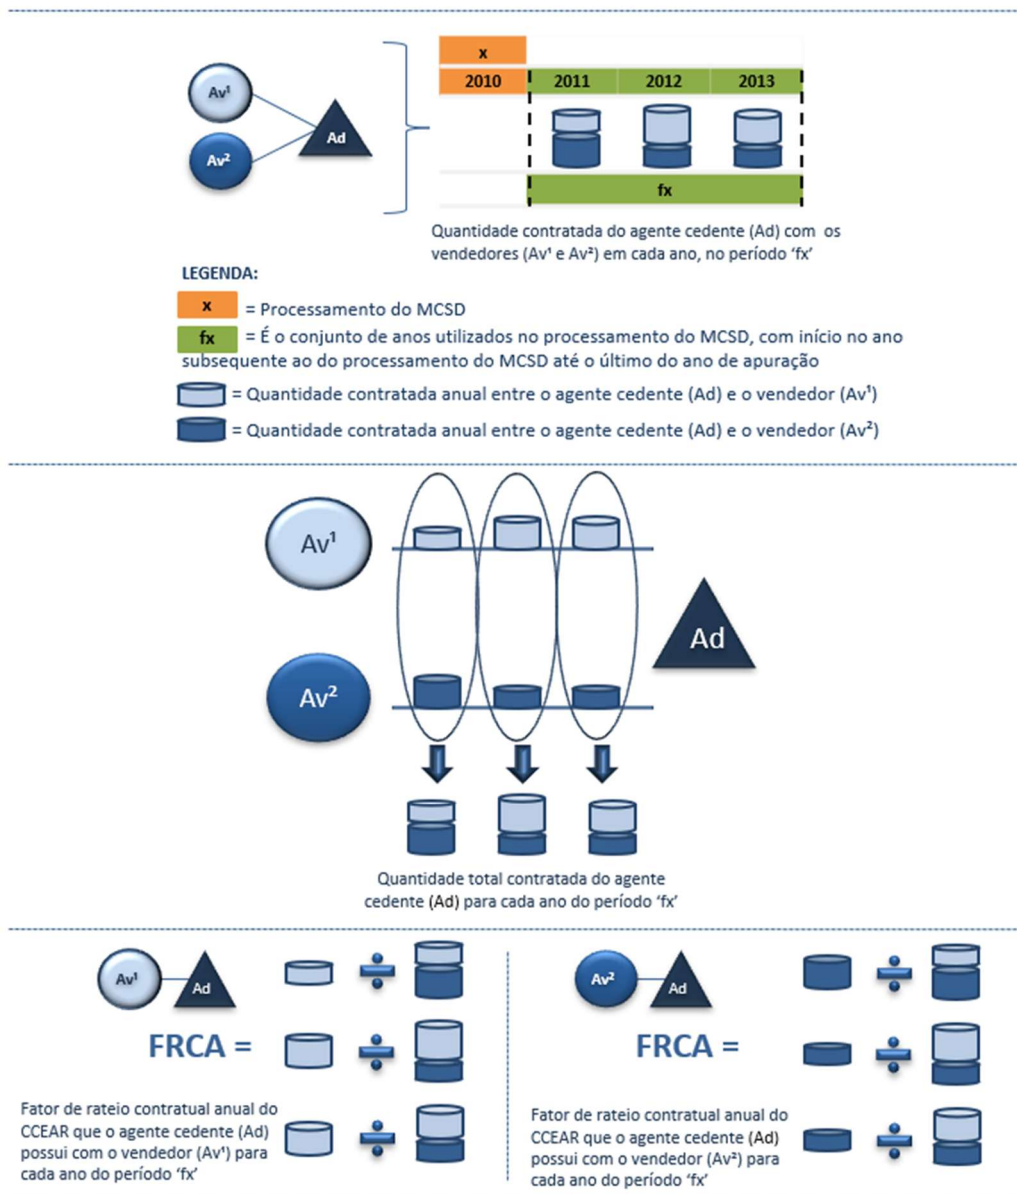 x
2010 2011 2012 2013
Av¹
Ad
Av²
fx
Quantidade contratada do agente cedente (Ad) com os
vendedores (Av¹ e Av²) em cada ano, no período ‘fx’
LEGENDA:
x = Processamento do MCSD
fx = É o conjunto de anos utilizados no processamento do MCSD, com início no ano
subsequente ao do processamento do MCSD até o último do ano de apuração
= Quantidade contratada anual entre o agente cedente (Ad) e o vendedor (Av¹)
= Quantidade contratada anual entre o agente cedente (Ad) e o vendedor (Av²)
Av¹
Ad
Av²
Quantidade total contratada do agente
cedente (Ad) para cada ano do período ‘fx’
Av¹
Ad
FRCA =
Fator de rateio contratual anual do
CCEAR que o agente cedente (Ad)
possui com o vendedor (Av¹) para
cada ano do período ‘fx’
Av²
Ad
FRCA =
Fator de rateio contratual anual do
CCEAR que o agente cedente (Ad)
possui com o vendedor (Av²) para
cada ano do período ‘fx’